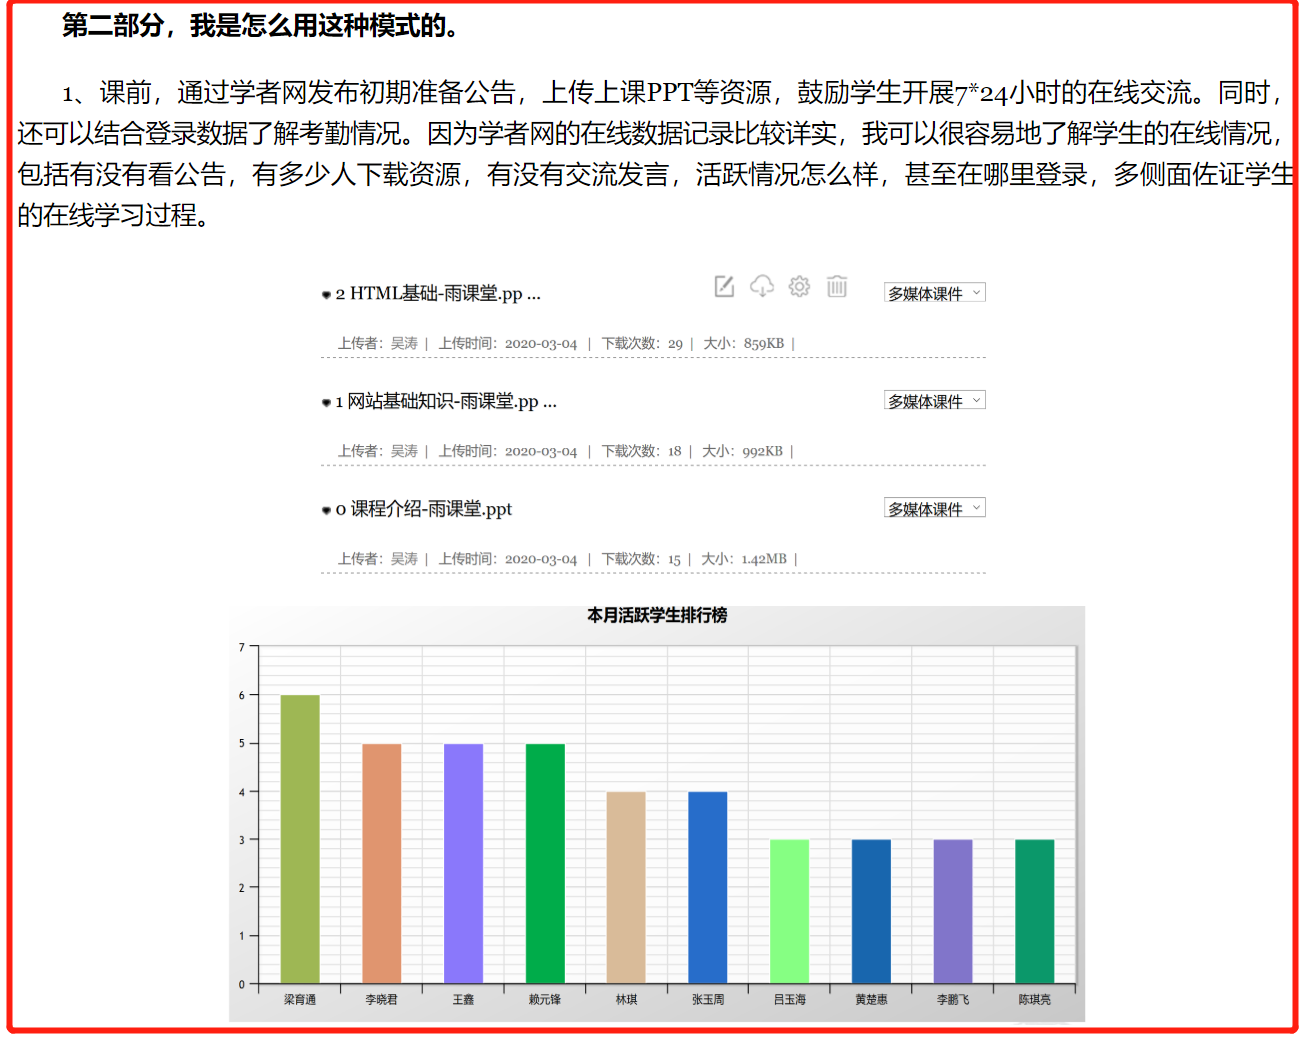 第二部分，我是怎么用这种模式的。
1、课前，通过学者网发布初期准备公告，上传上课PPT等资源，鼓励学生开展7*24小时的在线交流。同时，
还可以结合登录数据了解考勤情况。因为学者网的在线数据记录比较详实，我可以很容易地了解学生的在线情况，
包括有没有看公告，有多少人下载资源，有没有交流发言，活跃情况怎么样，甚至在哪里登录，多侧面佐证学生
的在线学习过程。
2 HTML基础-雨课堂.pp ... 多媒体课件
上传者：吴涛 | 上传时间：2020-03-04 | 下载次数：29 | 大小：859KB |
1 网站基础知识-雨课堂.pp ... 多媒体课件
上传者：吴涛 | 上传时间：2020-03-04 | 下载次数：18 | 大小：992KB |
0 课程介绍-雨课堂.ppt 多媒体课件
上传者：吴涛 | 上传时间：2020-03-04 | 下载次数：15 | 大小：1.42MB |
本月活跃学生排行榜
7
6
5
4
3
2
1
0
梁育通 李晓君 王鑫 赖元锋 林琪 张玉周 吕玉海 黄楚惠 李鹏飞 陈琪亮